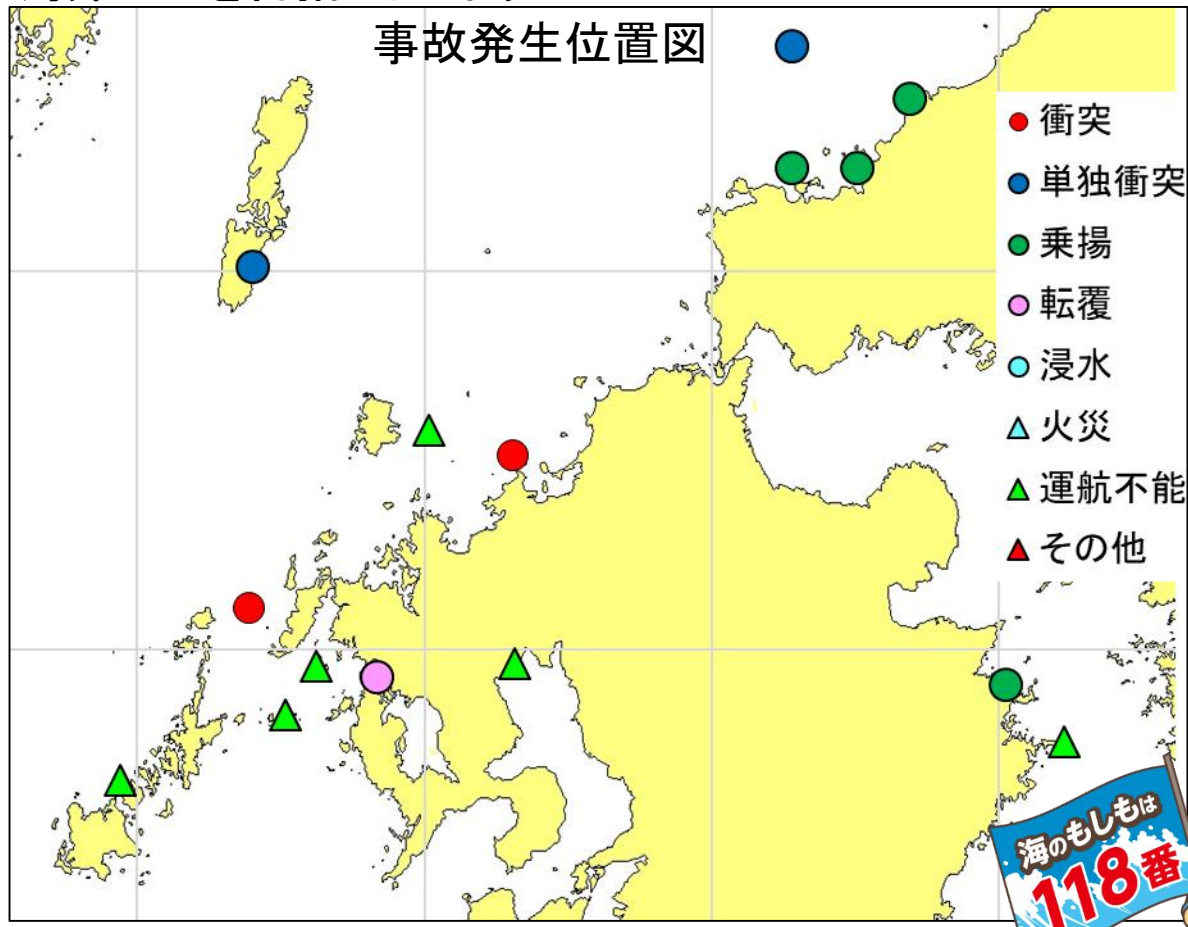 事故発生位置図
衝突
単独衝突
乗揚
転覆
浸水
火災
運航不能
その他
海のもしもは
118番